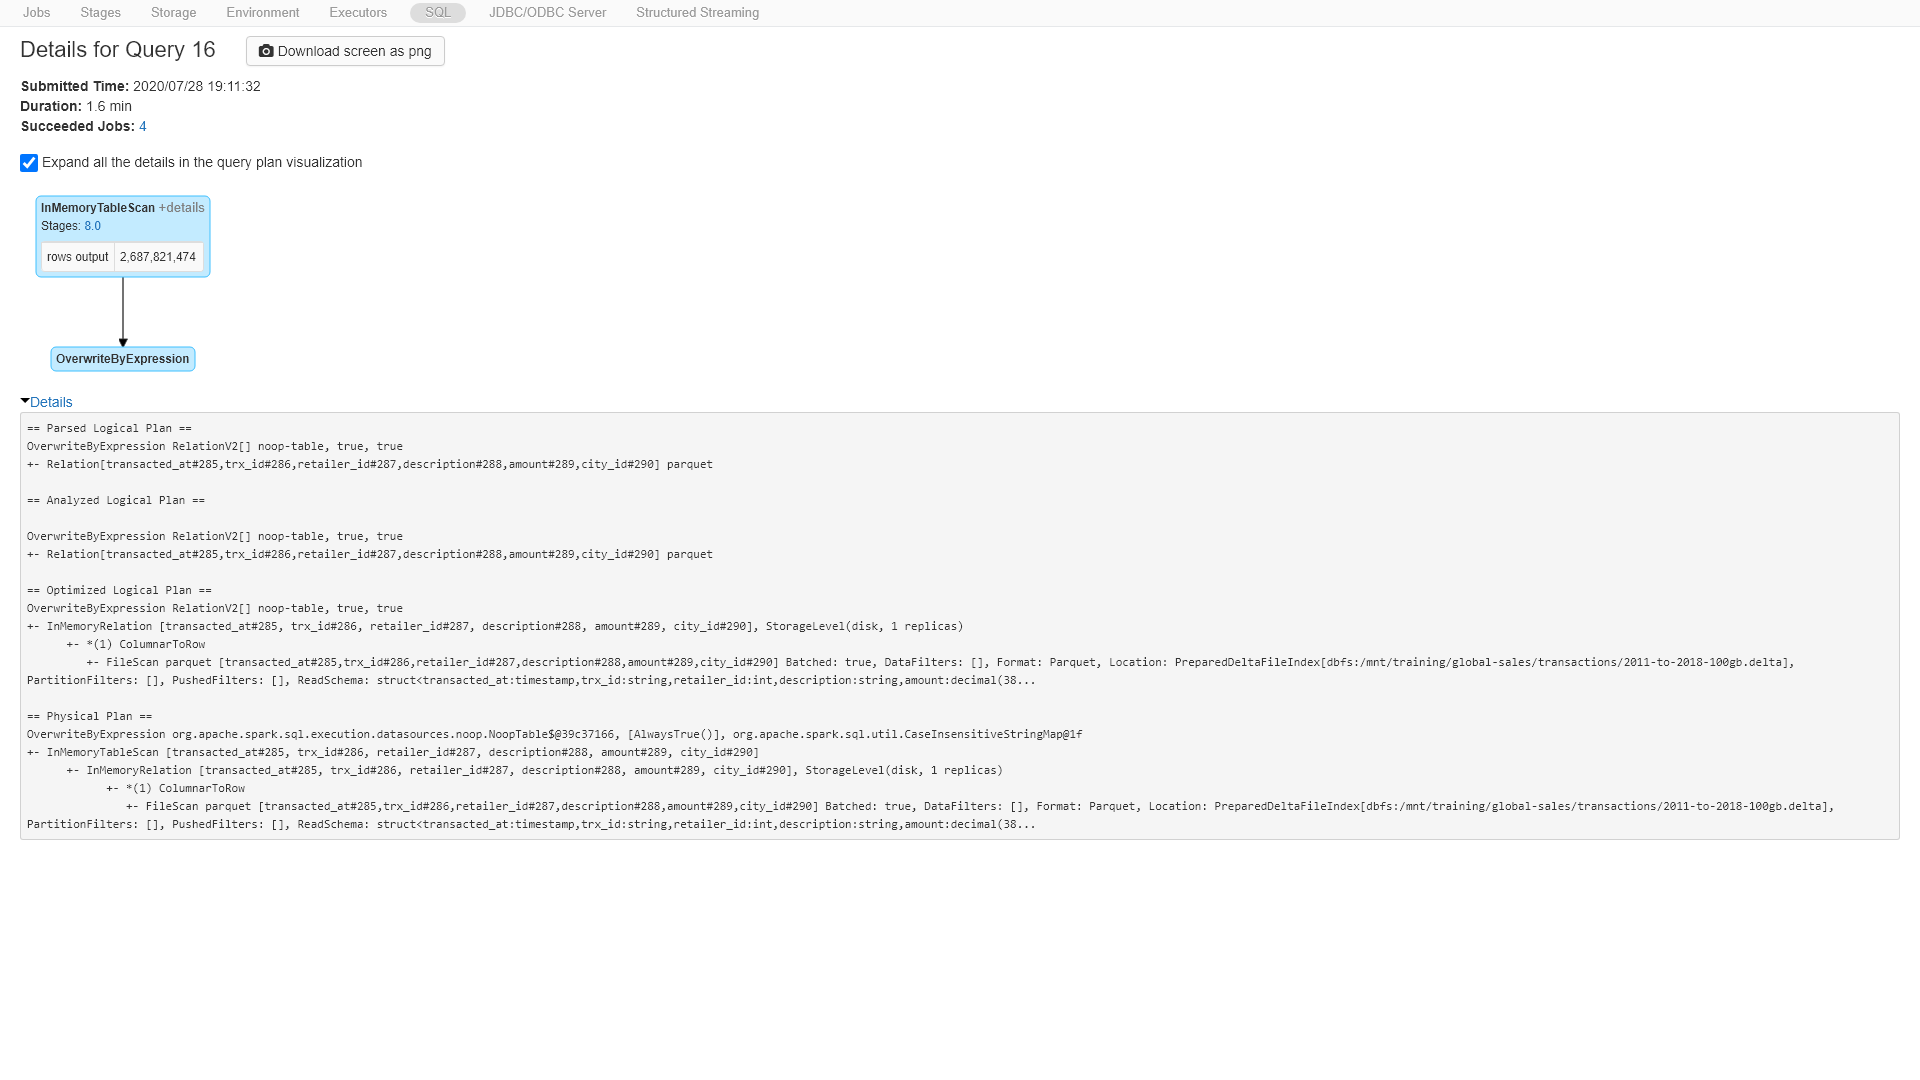 Jobs Stages Storage Environment Executors SQL JDBC/ODBC Server Structured Streaming
Details for Query 16 Download screen as png
Submitted Time: 2020/07/28 19:11:32
Duration: 1.6 min
Succeeded Jobs: 4
Expand all the details in the query plan visualization
InMemoryTableScan +details
Stages: 8.0
rows output 2,687,821,474
OverwriteByExpression
Details
== Parsed Logical Plan ==
OverwriteByExpression RelationV2[] noop-table, true, true
+- Relation[transacted_at#285,trx_id#286,retailer_id#287,description#288,amount#289,city_id#290] parquet
== Analyzed Logical Plan ==
OverwriteByExpression RelationV2[] noop-table, true, true
+- Relation[transacted_at#285,trx_id#286,retailer_id#287,description#288,amount#289,city_id#290] parquet
== Optimized Logical Plan ==
OverwriteByExpression RelationV2[] noop-table, true, true
+- InMemoryRelation [transacted_at#285, trx_id#286, retailer_id#287, description#288, amount#289, city_id#290], StorageLevel(disk, 1 replicas)
+- *(1) ColumnarToRow
+- FileScan parquet [transacted_at#285,trx_id#286,retailer_id#287,description#288,amount#289,city_id#290] Batched: true, DataFilters: [], Format: Parquet, Location: PreparedDeltaFileIndex[dbfs:/mnt/training/global-sales/transactions/2011-to-2018-100gb.delta],
PartitionFilters: [], PushedFilters: [], ReadSchema: struct<transacted_at:timestamp,trx_id:string,retailer_id:int,description:string,amount:decimal(38...
== Physical Plan ==
OverwriteByExpression org.apache.spark.sql.execution.datasources.noop.NoopTable$@39c37166, [AlwaysTrue()], org.apache.spark.sql.util.CaseInsensitiveStringMap@1f
+- InMemoryTableScan [transacted_at#285, trx_id#286, retailer_id#287, description#288, amount#289, city_id#290]
+- InMemoryRelation [transacted_at#285, trx_id#286, retailer_id#287, description#288, amount#289, city_id#290], StorageLevel(disk, 1 replicas)
+- *(1) ColumnarToRow
+- FileScan parquet [transacted_at#285,trx_id#286,retailer_id#287,description#288,amount#289,city_id#290] Batched: true, DataFilters: [], Format: Parquet, Location: PreparedDeltaFileIndex[dbfs:/mnt/training/global-sales/transactions/2011-to-2018-100gb.delta],
PartitionFilters: [], PushedFilters: [], ReadSchema: struct<transacted_at:timestamp,trx_id:string,retailer_id:int,description:string,amount:decimal(38...